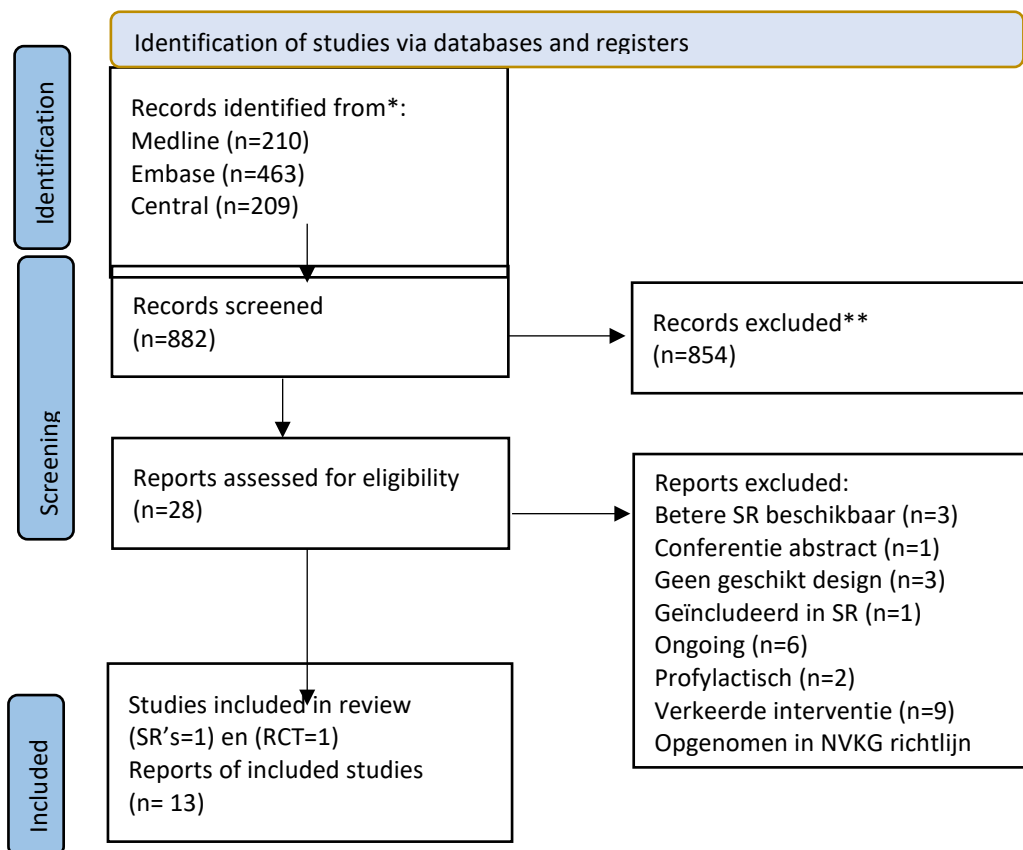 Identification of studies via databases and registers
Identification
Records identified from*:
Medline (n=210)
Embase (n=463)
Central (n=209)
Screening
Records screened
(n=882)
Records excluded**
(n=854)
Reports assessed for eligibility
(n=28)
Reports excluded:
Betere SR beschikbaar (n=3)
Conferentie abstract (n=1)
Geen geschikt design (n=3)
Geïncludeerd in SR (n=1)
Ongoing (n=6)
Profylactisch (n=2)
Verkeerde interventie (n=9)
Opgenomen in NVKG richtlijn
Included
Studies included in review
(SR's=1) en (RCT=1)
Reports of included studies
(n= 13)